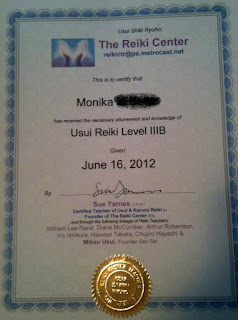 Usui Shiki Ryoho
The Reiki Center
reikictr@pa.metrocast.net
This is to certify that
Monika
has received the necessary attunement and knowledge of
Usui Reiki Level IIIB
Given:
June 16, 2012
By
Sue Yarnes
Certified Teacher of Usui & Karuna Reiki
Founder of The Reiki Center
and through the following lineage of Reiki Teachers:
William Lee Rand, Diane McCumber, Arthur Robertson,
Iris Ishikura, Hawayo Takata, Chujiro Hayashi &
Mikao Usui, Founder